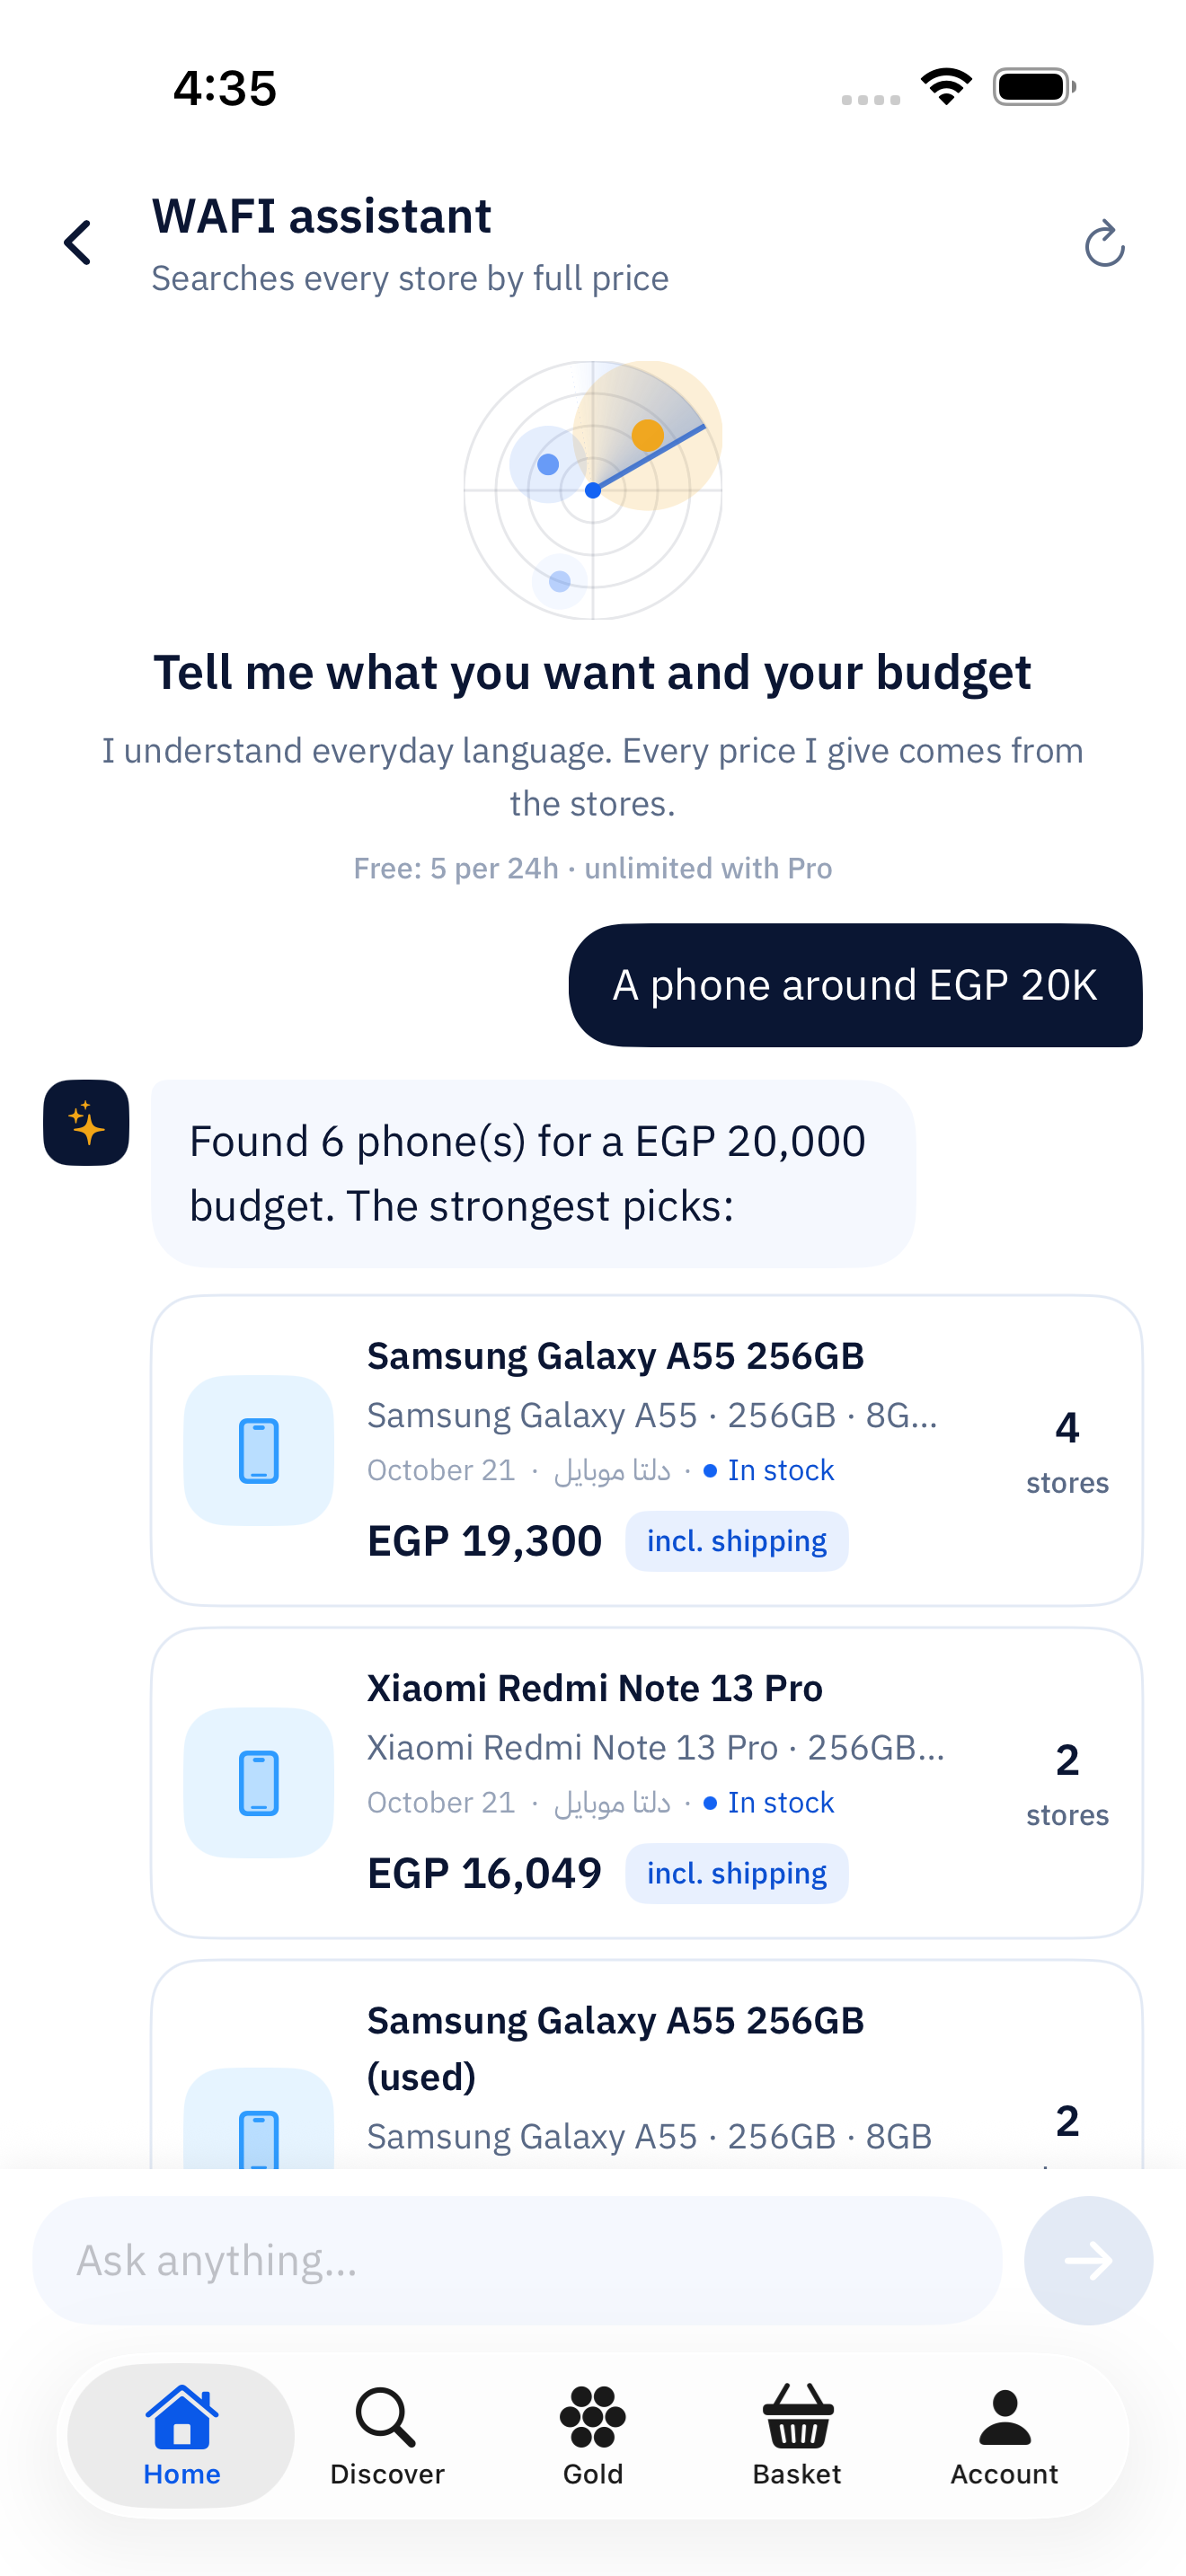 4:35
WAFI assistant
Searches every store by full price
Tell me what you want and your budget
I understand everyday language. Every price I give comes from
the stores.
Free: 5 per 24h · unlimited with Pro
A phone around EGP 20K
Found 6 phone(s) for a EGP 20,000
budget. The strongest picks:
Samsung Galaxy A55 256GB
Samsung Galaxy A55 · 256GB · 8G...
October 21 · دلتا موبايل · In stock
EGP 19,300 incl. shipping
4
stores
Xiaomi Redmi Note 13 Pro
Xiaomi Redmi Note 13 Pro · 256GB...
October 21 · دلتا موبايل · In stock
EGP 16,049 incl. shipping
2
stores
Samsung Galaxy A55 256GB
(used)
Samsung Galaxy A55 · 256GB · 8GB
2
Ask anything...
Home
Discover
Gold
Basket
Account